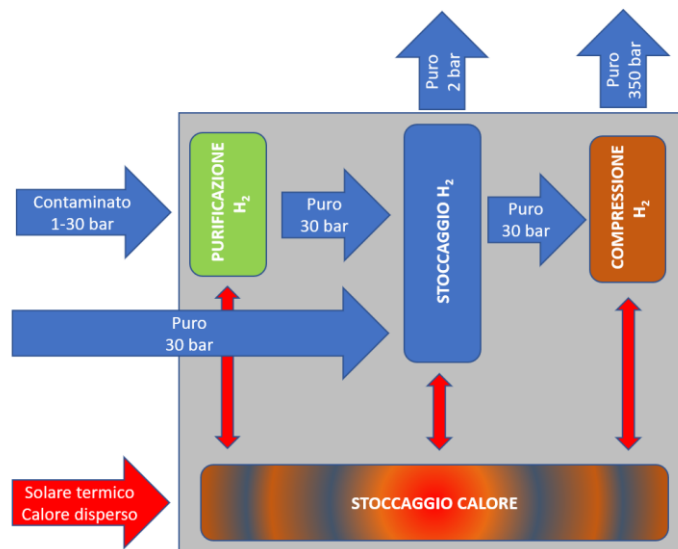 Puro
2 bar
Puro
350 bar
Contaminato
1-30 bar
PURIFICAZIONE
H₂
Puro
30 bar
STOCCAGGIO H₂
Puro
30 bar
COMPRESSIONE
H₂
Puro
30 bar
Solare termico
Calore disperso
STOCCAGGIO CALORE